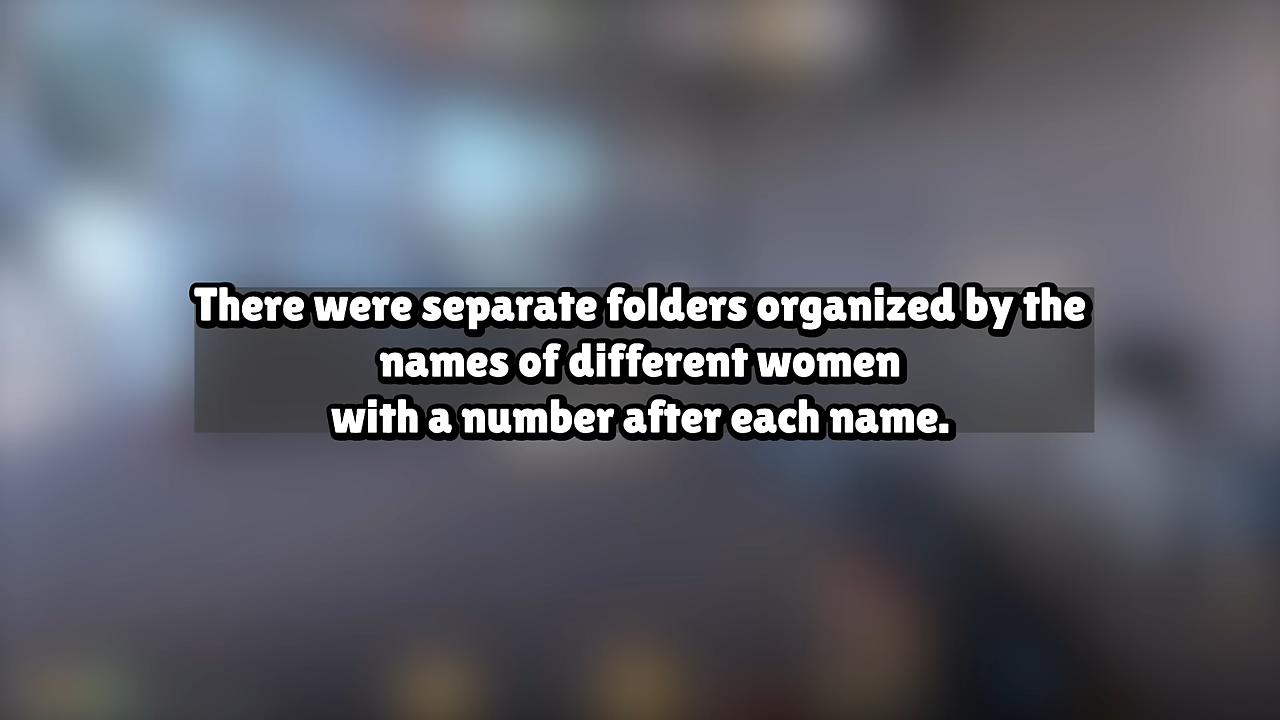 There were separate folders organized by the
names of different women
with a number after each name.